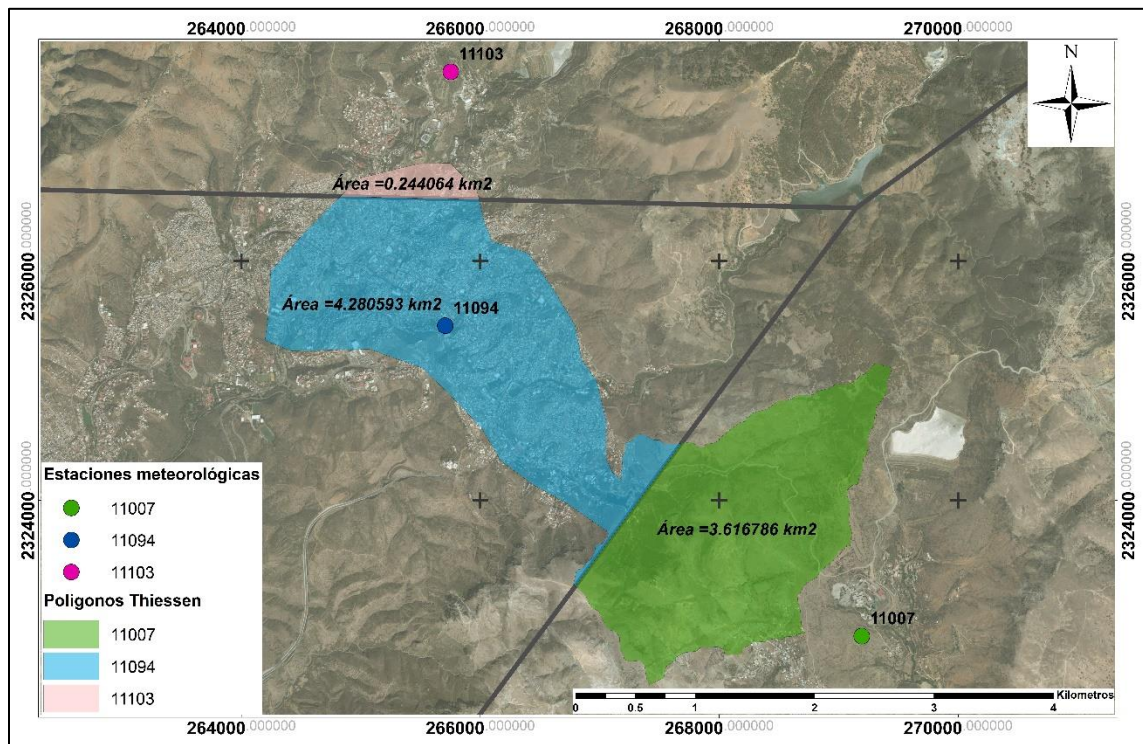 264000.000000 266000.000000 268000.000000 270000.000000
N
11103
Área =0.244064 km2
2326000.000000
2326000.000000
Área =4.280593 km2
11094
2324000.000000
2324000.000000
Área =3.616786 km2
11007
Estaciones meteorológicas
11007
11094
11103
Poligonos Thiessen
11007
11094
11103
Kilometros
0 0.5 1 2 3 4
264000.000000 266000.000000 268000.000000 270000.000000